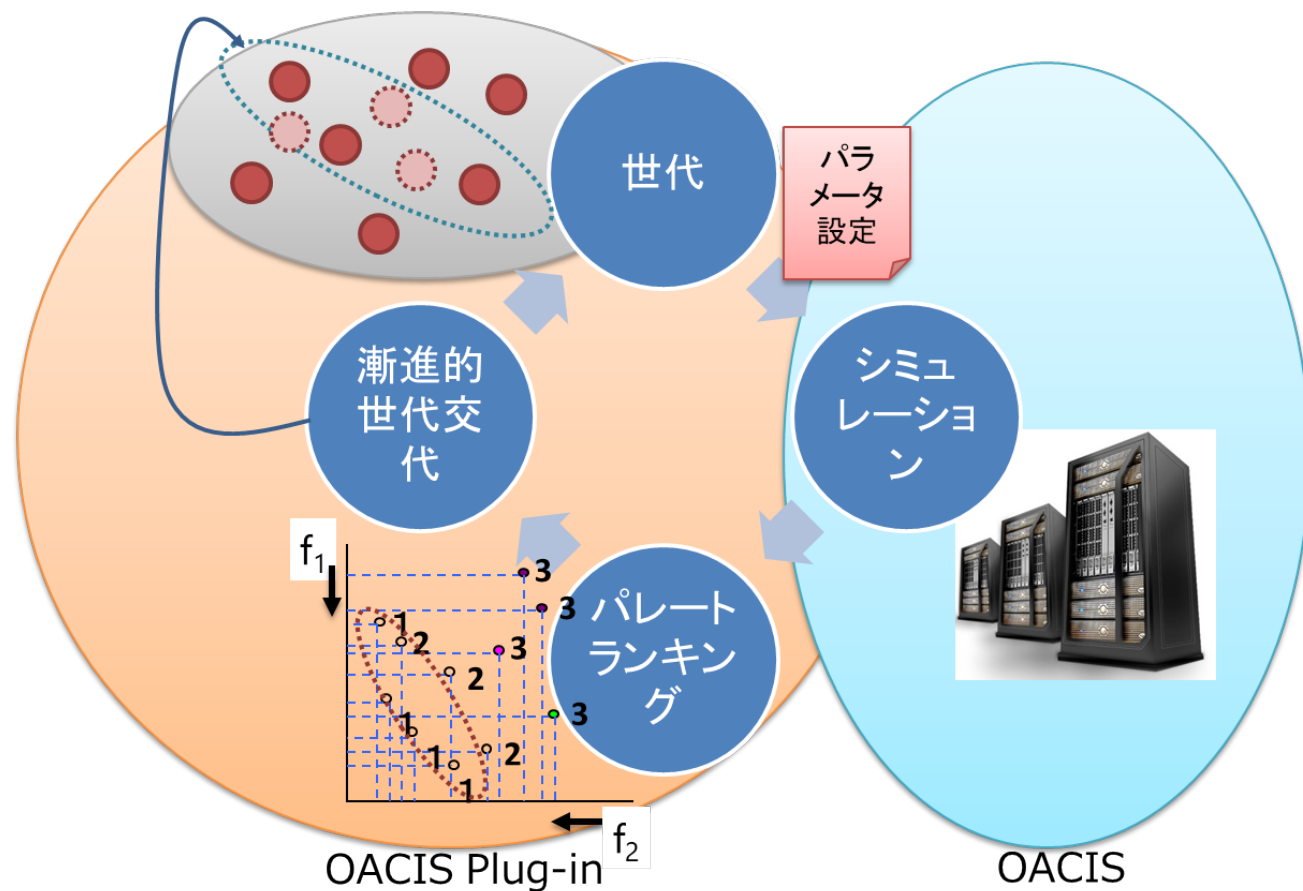 世代
パラ
メータ
設定
漸進的
世代交
代
シミュ
レーショ
ン
f1
3
3
パレート
ランキン
グ
1
2
3
2
3
1
1
2
1
f2
OACIS Plug-in
OACIS